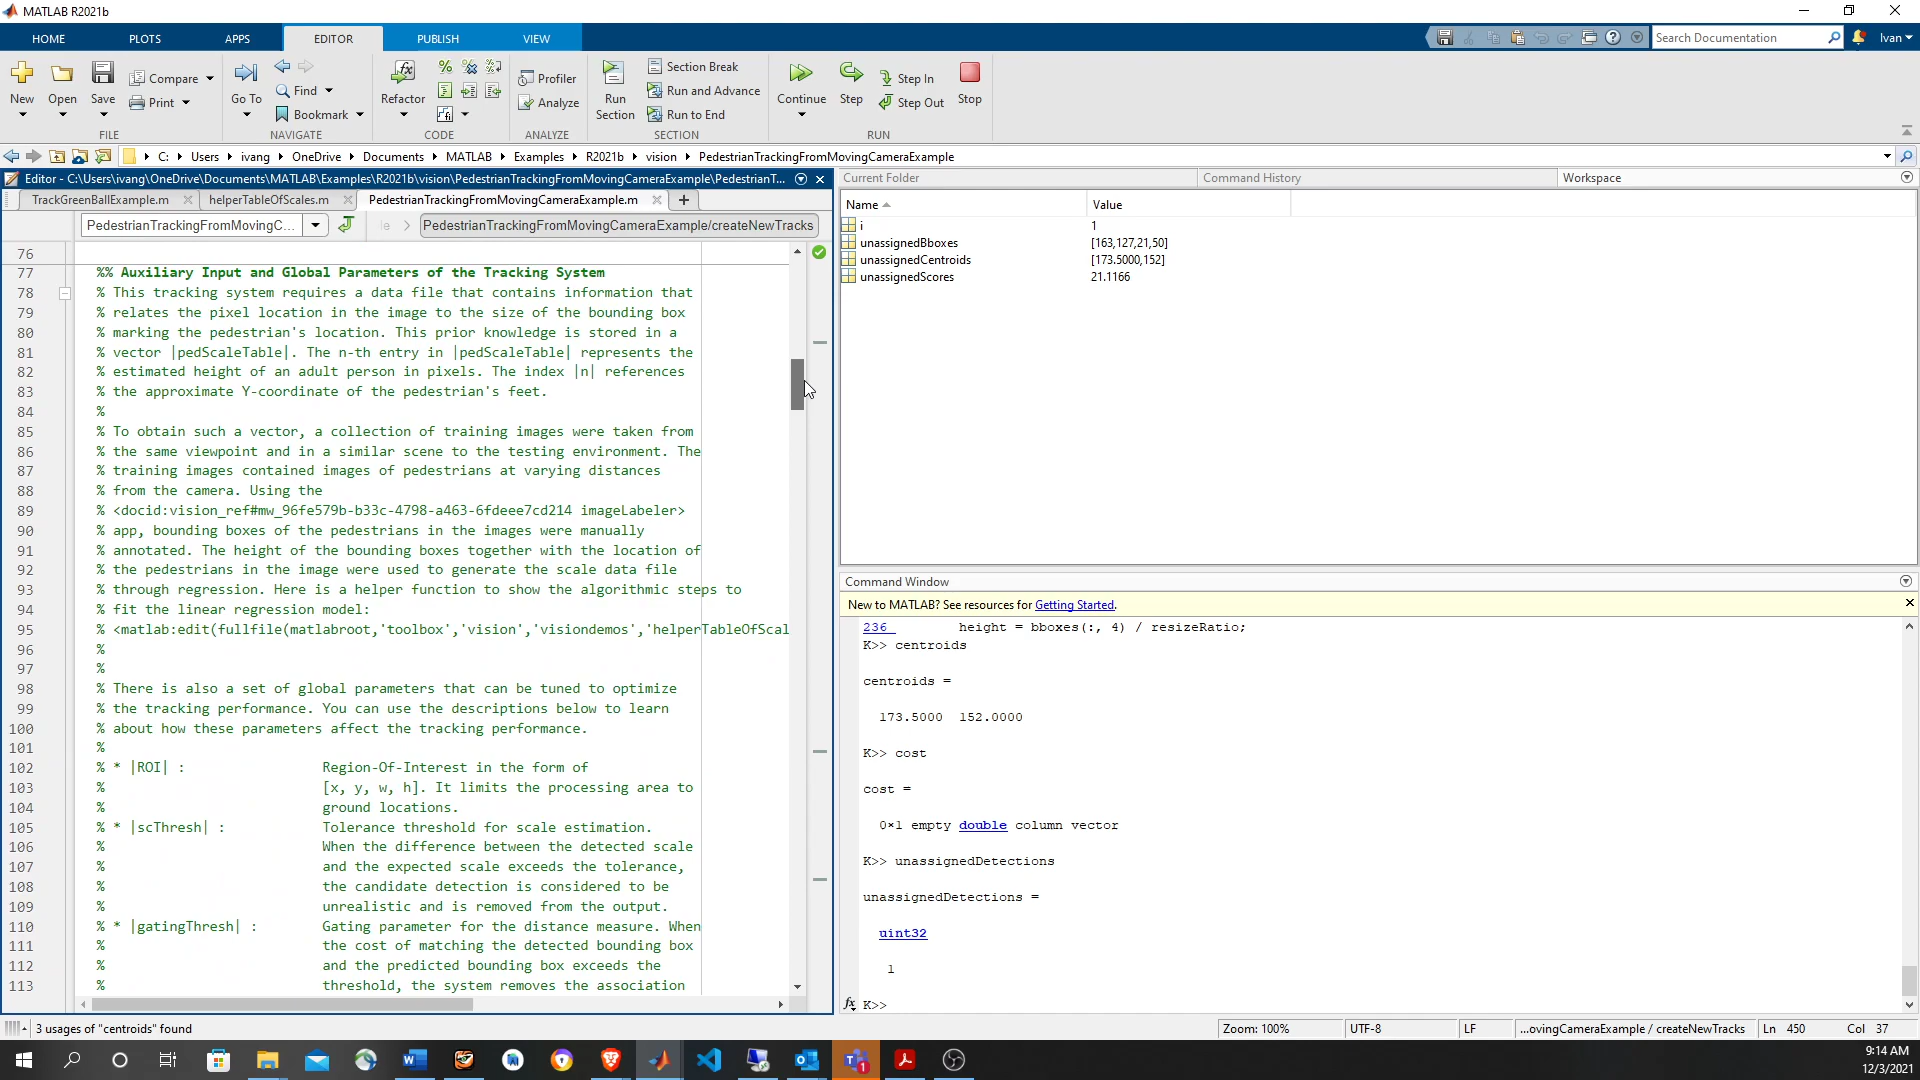 MATLAB R2021b
HOME
PLOTS
APPS
EDITOR
PUBLISH
VIEW
Search Documentation
Ivan
New
Open
Save
Compare
Print
Go To
Find
Bookmark
Refactor
Profiler
Analyze
Run
Section
Section Break
Run and Advance
Run to End
Continue
Step
Step In
Step Out
Stop
FILE
NAVIGATE
CODE
ANALYZE
SECTION
RUN
C: Users ivang OneDrive Documents MATLAB Examples R2021b vision PedestrianTrackingFromMovingCameraExample
Editor - C:\Users\ivang\OneDrive\Documents\MATLAB\Examples\R2021b\vision\PedestrianTrackingFromMovingCameraExample\PedestrianT...
TrackGreenBallExample.m
helperTableOfScales.m
PedestrianTrackingFromMovingCameraExample.m
PedestrianTrackingFromMovingC...
le
PedestrianTrackingFromMovingCameraExample/createNewTracks
76
77 %% Auxiliary Input and Global Parameters of the Tracking System
78 % This tracking system requires a data file that contains information that
79 % relates the pixel location in the image to the size of the bounding box
80 % marking the pedestrian's location. This prior knowledge is stored in a
81 % vector |pedScaleTable|. The n-th entry in |pedScaleTable| represents the
82 % estimated height of an adult person in pixels. The index |n| references
83 % the approximate Y-coordinate of the pedestrian's feet.
84 %
85 % To obtain such a vector, a collection of training images were taken from
86 % the same viewpoint and in a similar scene to the testing environment. The
87 % training images contained images of pedestrians at varying distances
88 % from the camera. Using the
89 % <docid:vision_ref#mw_96fe579b-b33c-4798-a463-6fdeee7cd214 imageLabeler>
90 % app, bounding boxes of the pedestrians in the images were manually
91 % annotated. The height of the bounding boxes together with the location of
92 % the pedestrians in the image were used to generate the scale data file
93 % through regression. Here is a helper function to show the algorithmic steps to
94 % fit the linear regression model:
95 % <matlab:edit(fullfile(matlabroot,'toolbox','vision','visiondemos','helperTableOfScal
96 %
97 %
98 % There is also a set of global parameters that can be tuned to optimize
99 % the tracking performance. You can use the descriptions below to learn
100 % about how these parameters affect the tracking performance.
101 %
102 % * |ROI| : Region-Of-Interest in the form of
103 % [x, y, w, h]. It limits the processing area to
104 % ground locations.
105 % * |scThresh| : Tolerance threshold for scale estimation.
106 % When the difference between the detected scale
107 % and the expected scale exceeds the tolerance,
108 % the candidate detection is considered to be
109 % unrealistic and is removed from the output.
110 % * |gatingThresh| : Gating parameter for the distance measure. When
111 % the cost of matching the detected bounding box
112 % and the predicted bounding box exceeds the
113 % threshold, the system removes the association
Current Folder
Command History
Workspace
Name Value
i 1
unassignedBboxes [163,127,21,50]
unassignedCentroids [173.5000,152]
unassignedScores 21.1166
Command Window
New to MATLAB? See resources for Getting Started.
236 height = bboxes(:, 4) / resizeRatio;
K>> centroids
centroids =
173.5000 152.0000
K>> cost
cost =
0×1 empty double column vector
K>> unassignedDetections
unassignedDetections =
uint32
1
fx K>>
3 usages of "centroids" found
Zoom: 100%
UTF-8
LF
...ovingCameraExample / createNewTracks
Ln 450
Col 37
9:14 AM
12/3/2021